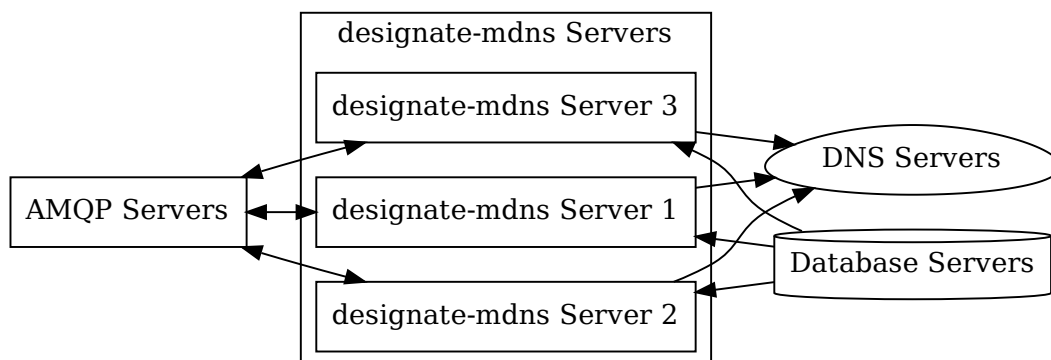 designate-mdns Servers
designate-mdns Server 3
DNS Servers
AMQP Servers
designate-mdns Server 1
Database Servers
designate-mdns Server 2